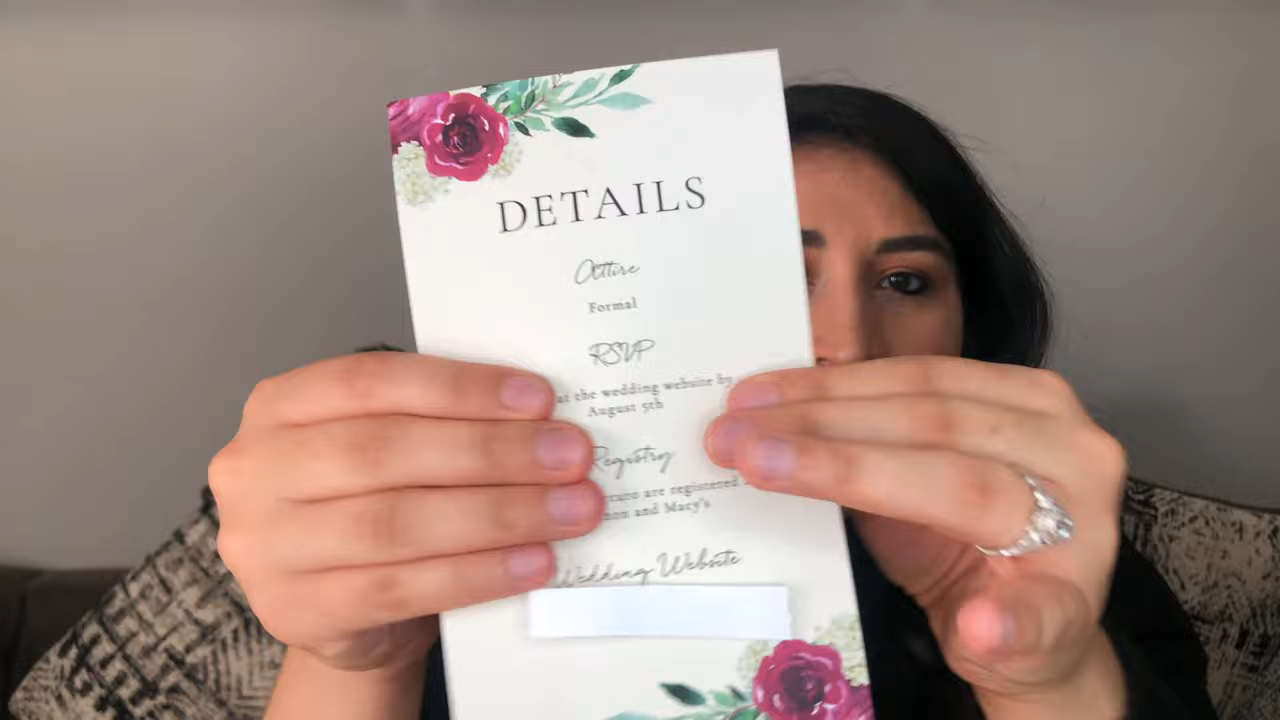 DETAILS
Attire
Formal
RSVP
at the wedding website by
August 5th
Registry
are registered
and Macy's
Wedding Website